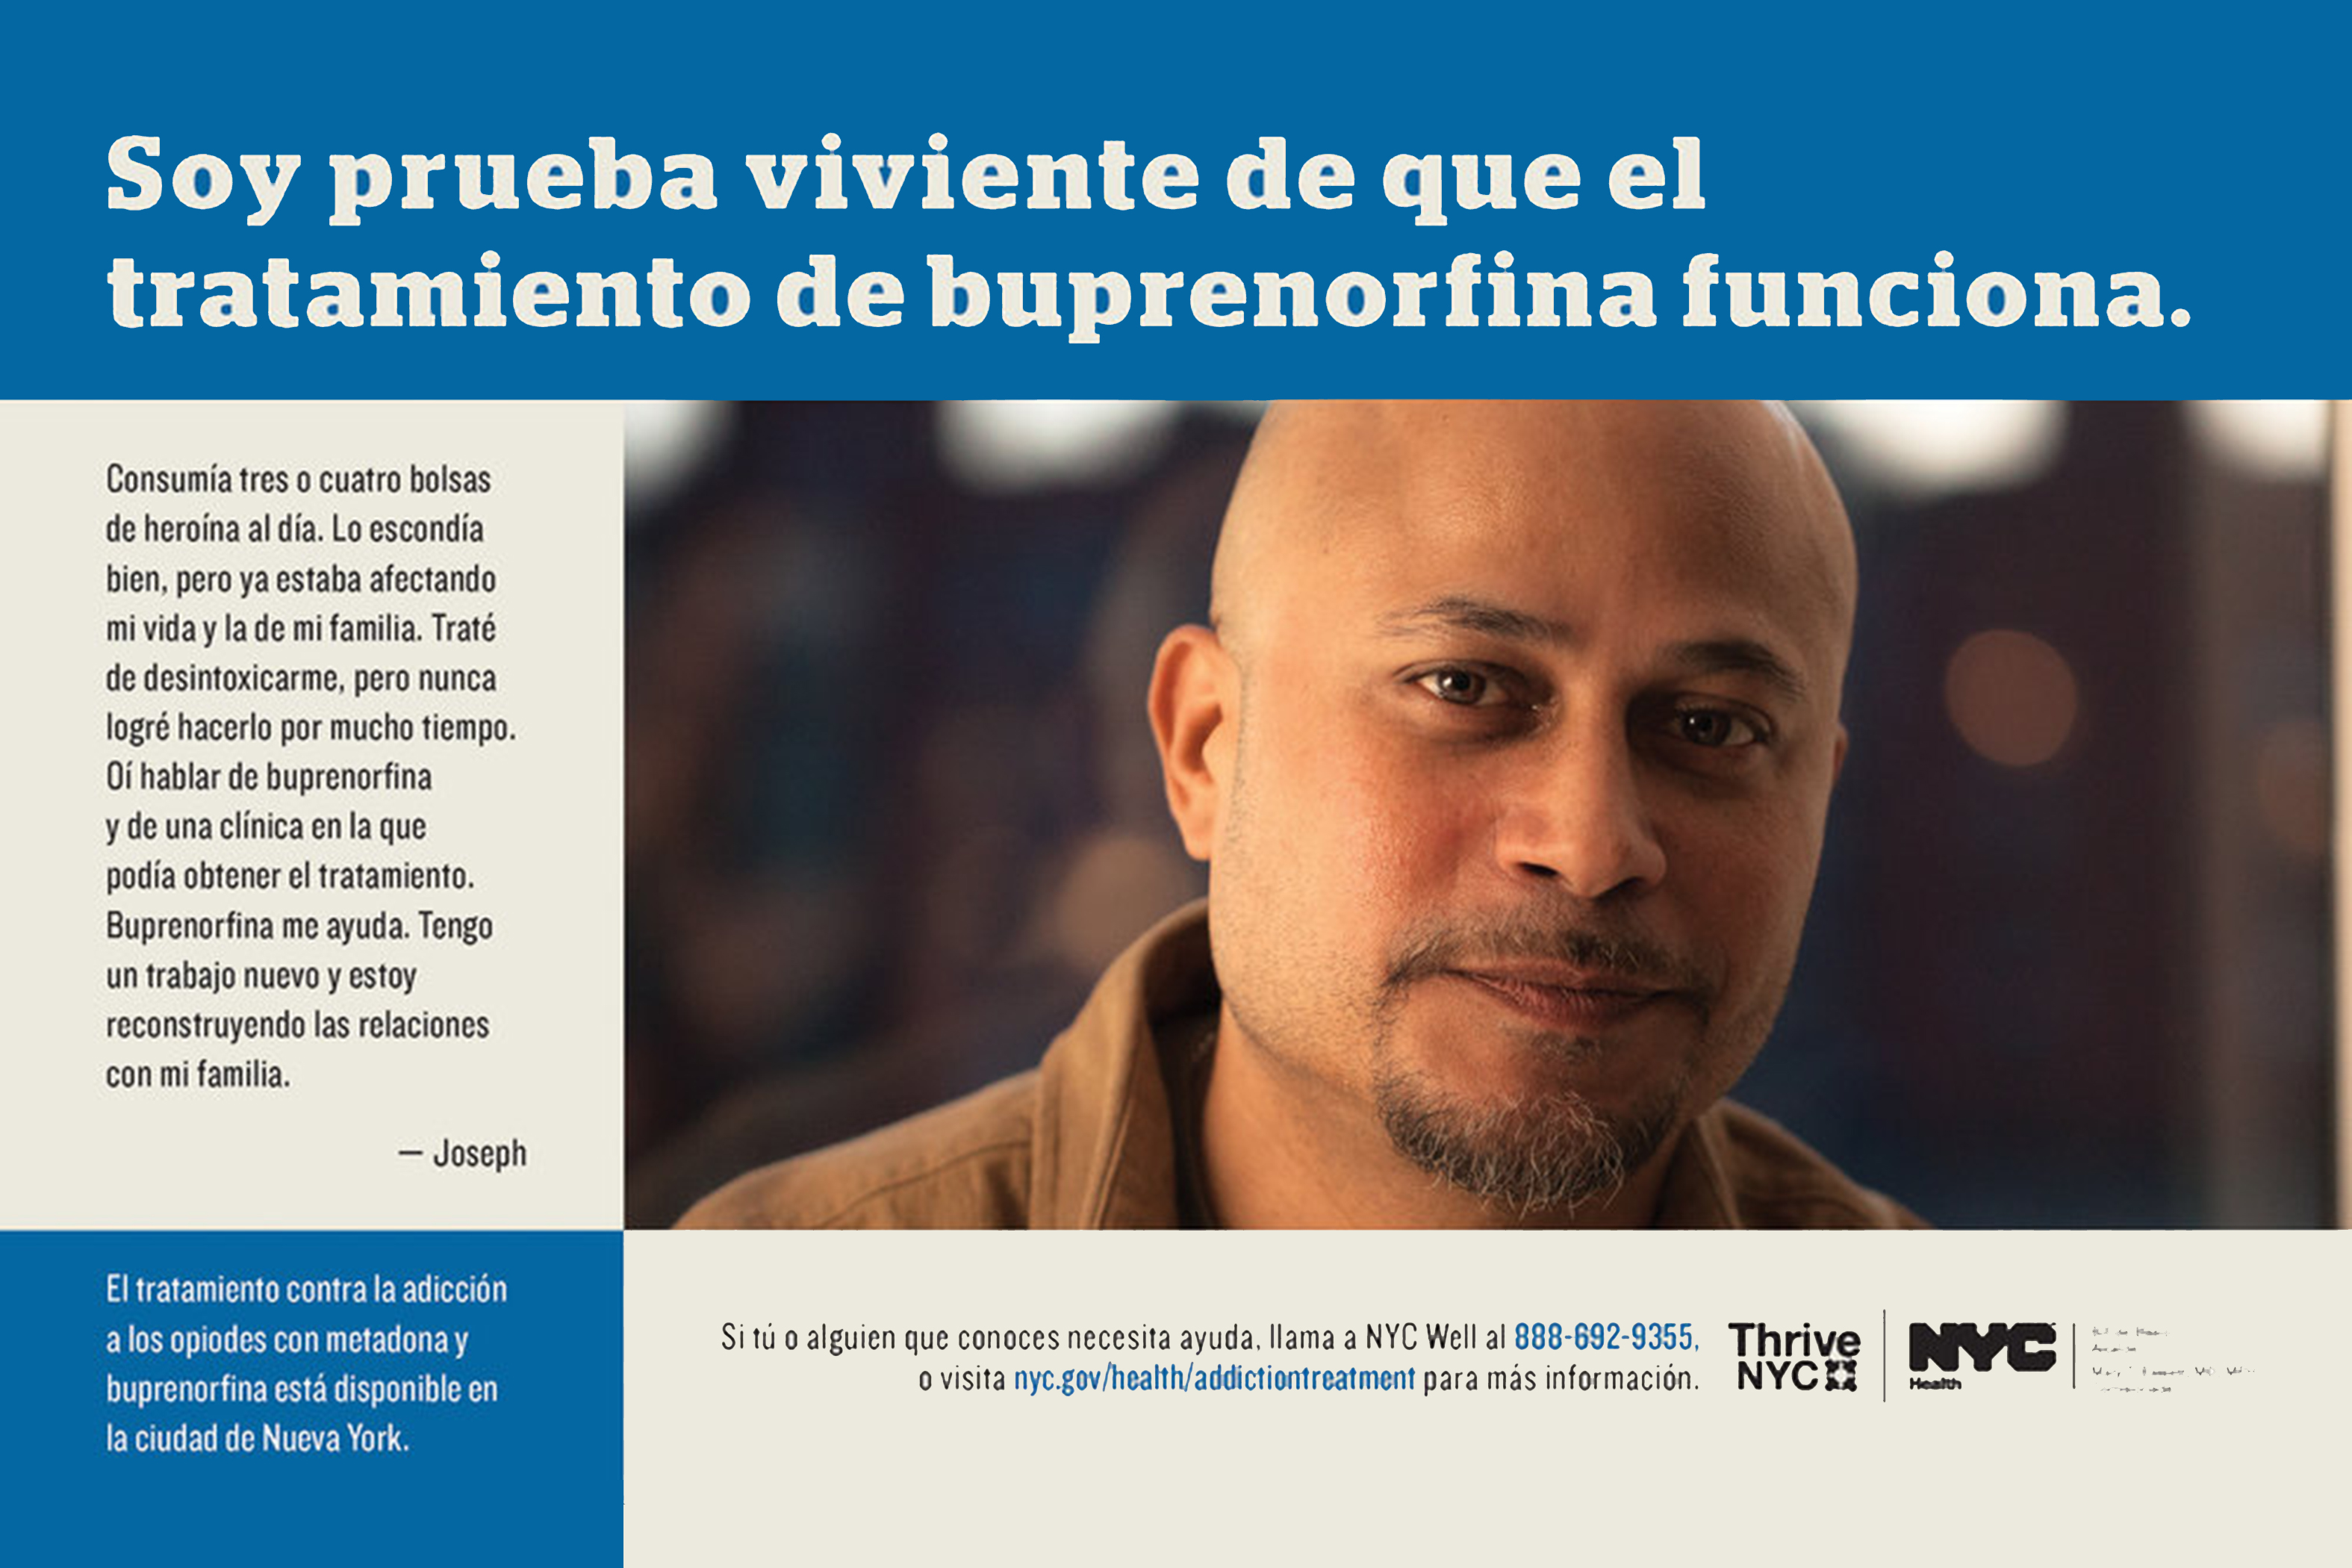 Soy prueba viviente de que el
tratamiento de buprenorfina funciona.
Consumía tres o cuatro bolsas
de heroína al día. Lo escondía
bien, pero ya estaba afectando
mi vida y la de mi familia. Traté
de desintoxicarme, pero nunca
logré hacerlo por mucho tiempo.
Oí hablar de buprenorfina
y de una clínica en la que
podía obtener el tratamiento.
Buprenorfina me ayuda. Tengo
un trabajo nuevo y estoy
reconstruyendo las relaciones
con mi familia.
— Joseph
El tratamiento contra la adicción
a los opiodes con metadona y
buprenorfina está disponible en
la ciudad de Nueva York.
Si tú o alguien que conoces necesita ayuda, llama a NYC Well al 888-692-9355,
o visita nyc.gov/health/addictiontreatment para más información.
Thrive
NYC
NYC
Health